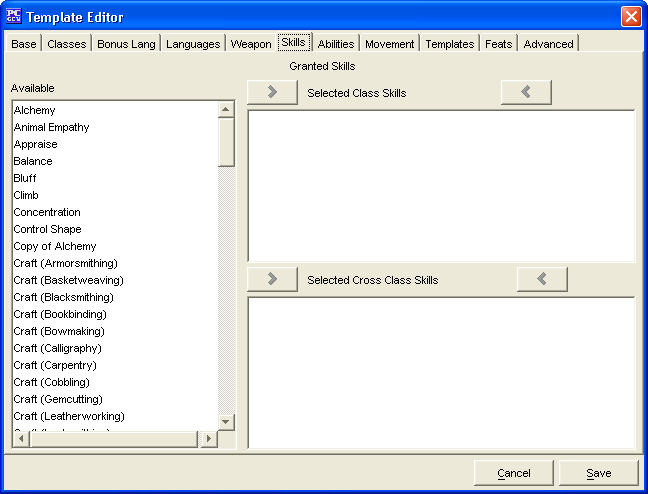 PC
GEN
Template Editor
Base Classes Bonus Lang Languages Weapon Skills Abilities Movement Templates Feats Advanced
Granted Skills
Available
Alchemy
Animal Empathy
Appraise
Balance
Bluff
Climb
Concentration
Control Shape
Copy of Alchemy
Craft (Armorsmithing)
Craft (Basketweaving)
Craft (Blacksmithing)
Craft (Bookbinding)
Craft (Bowmaking)
Craft (Calligraphy)
Craft (Carpentry)
Craft (Cobbling)
Craft (Gemcutting)
Craft (Leatherworking)
Selected Class Skills
Selected Cross Class Skills
Cancel Save